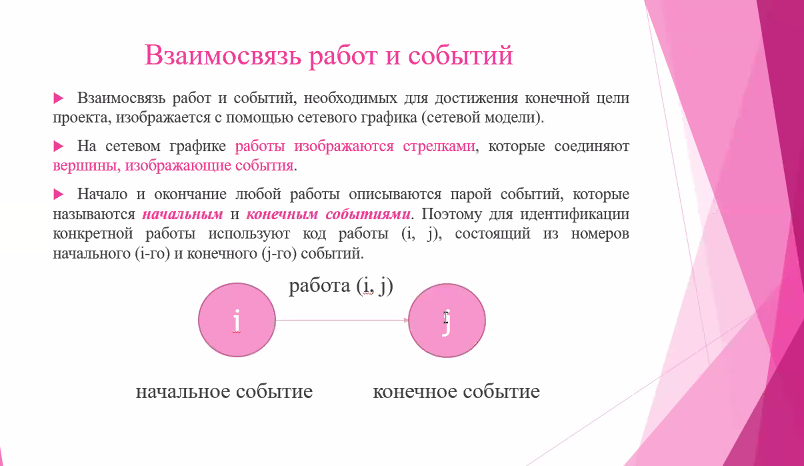 Взаимосвязь работ и событий
Взаимосвязь работ и событий, необходимых для достижения конечной цели
проекта, изображается с помощью сетевого графика (сетевой модели).
На сетевом графике работы изображаются стрелками, которые соединяют
вершины, изображающие события.
Начало и окончание любой работы описываются парой событий, которые
называются начальным и конечным событиями. Поэтому для идентификации
конкретной работы используют код работы (i, j), состоящий из номеров
начального (i-го) и конечного (j-го) событий.
работа (i, j)
i
j
начальное событие
конечное событие